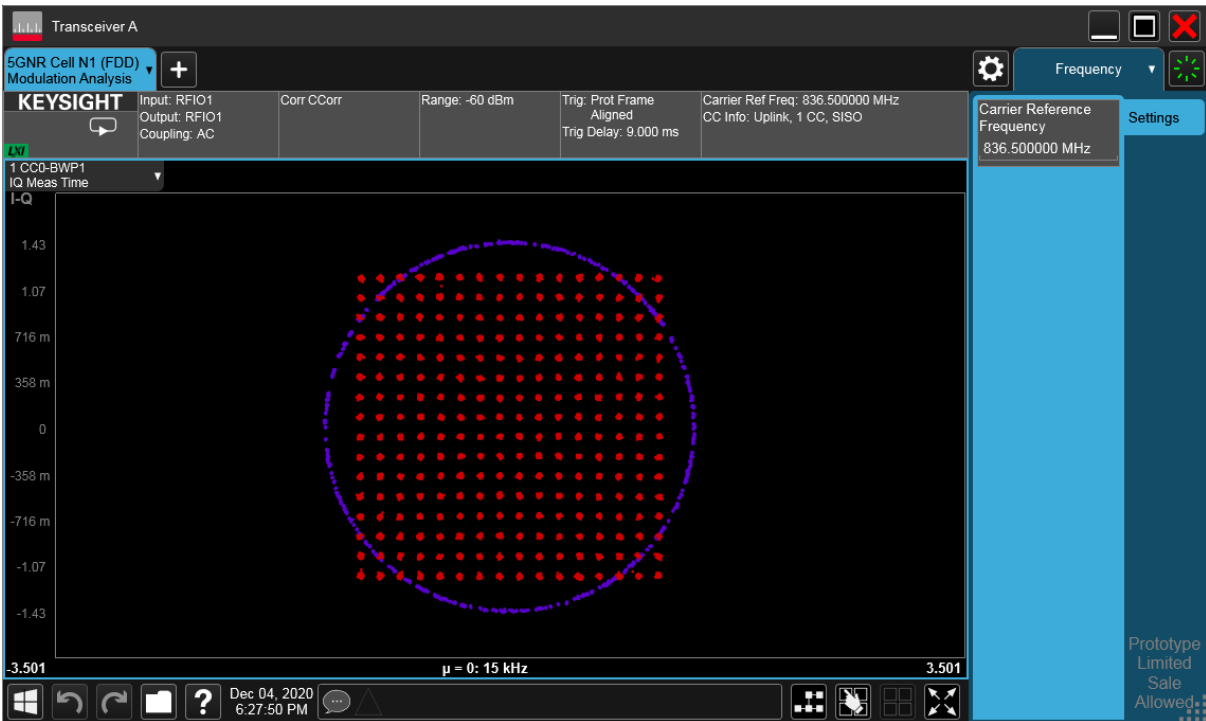 Transceiver A
5GNR Cell N1 (FDD)
Modulation Analysis
Frequency
KEYSIGHT
LXI
Input: RFIO1
Output: RFIO1
Coupling: AC
Corr CCorr
Range: -60 dBm
Trig: Prot Frame
Aligned
Trig Delay: 9.000 ms
Carrier Ref Freq: 836.500000 MHz
CC Info: Uplink, 1 CC, SISO
Carrier Reference
Frequency
836.500000 MHz
Settings
1 CC0-BWP1
IQ Meas Time
I-Q
1.43
1.07
716 m
358 m
0
-358 m
-716 m
-1.07
-1.43
-3.501
μ = 0: 15 kHz
3.501
Prototype
Limited
Sale
Allowed
?
Dec 04, 2020
6:27:50 PM